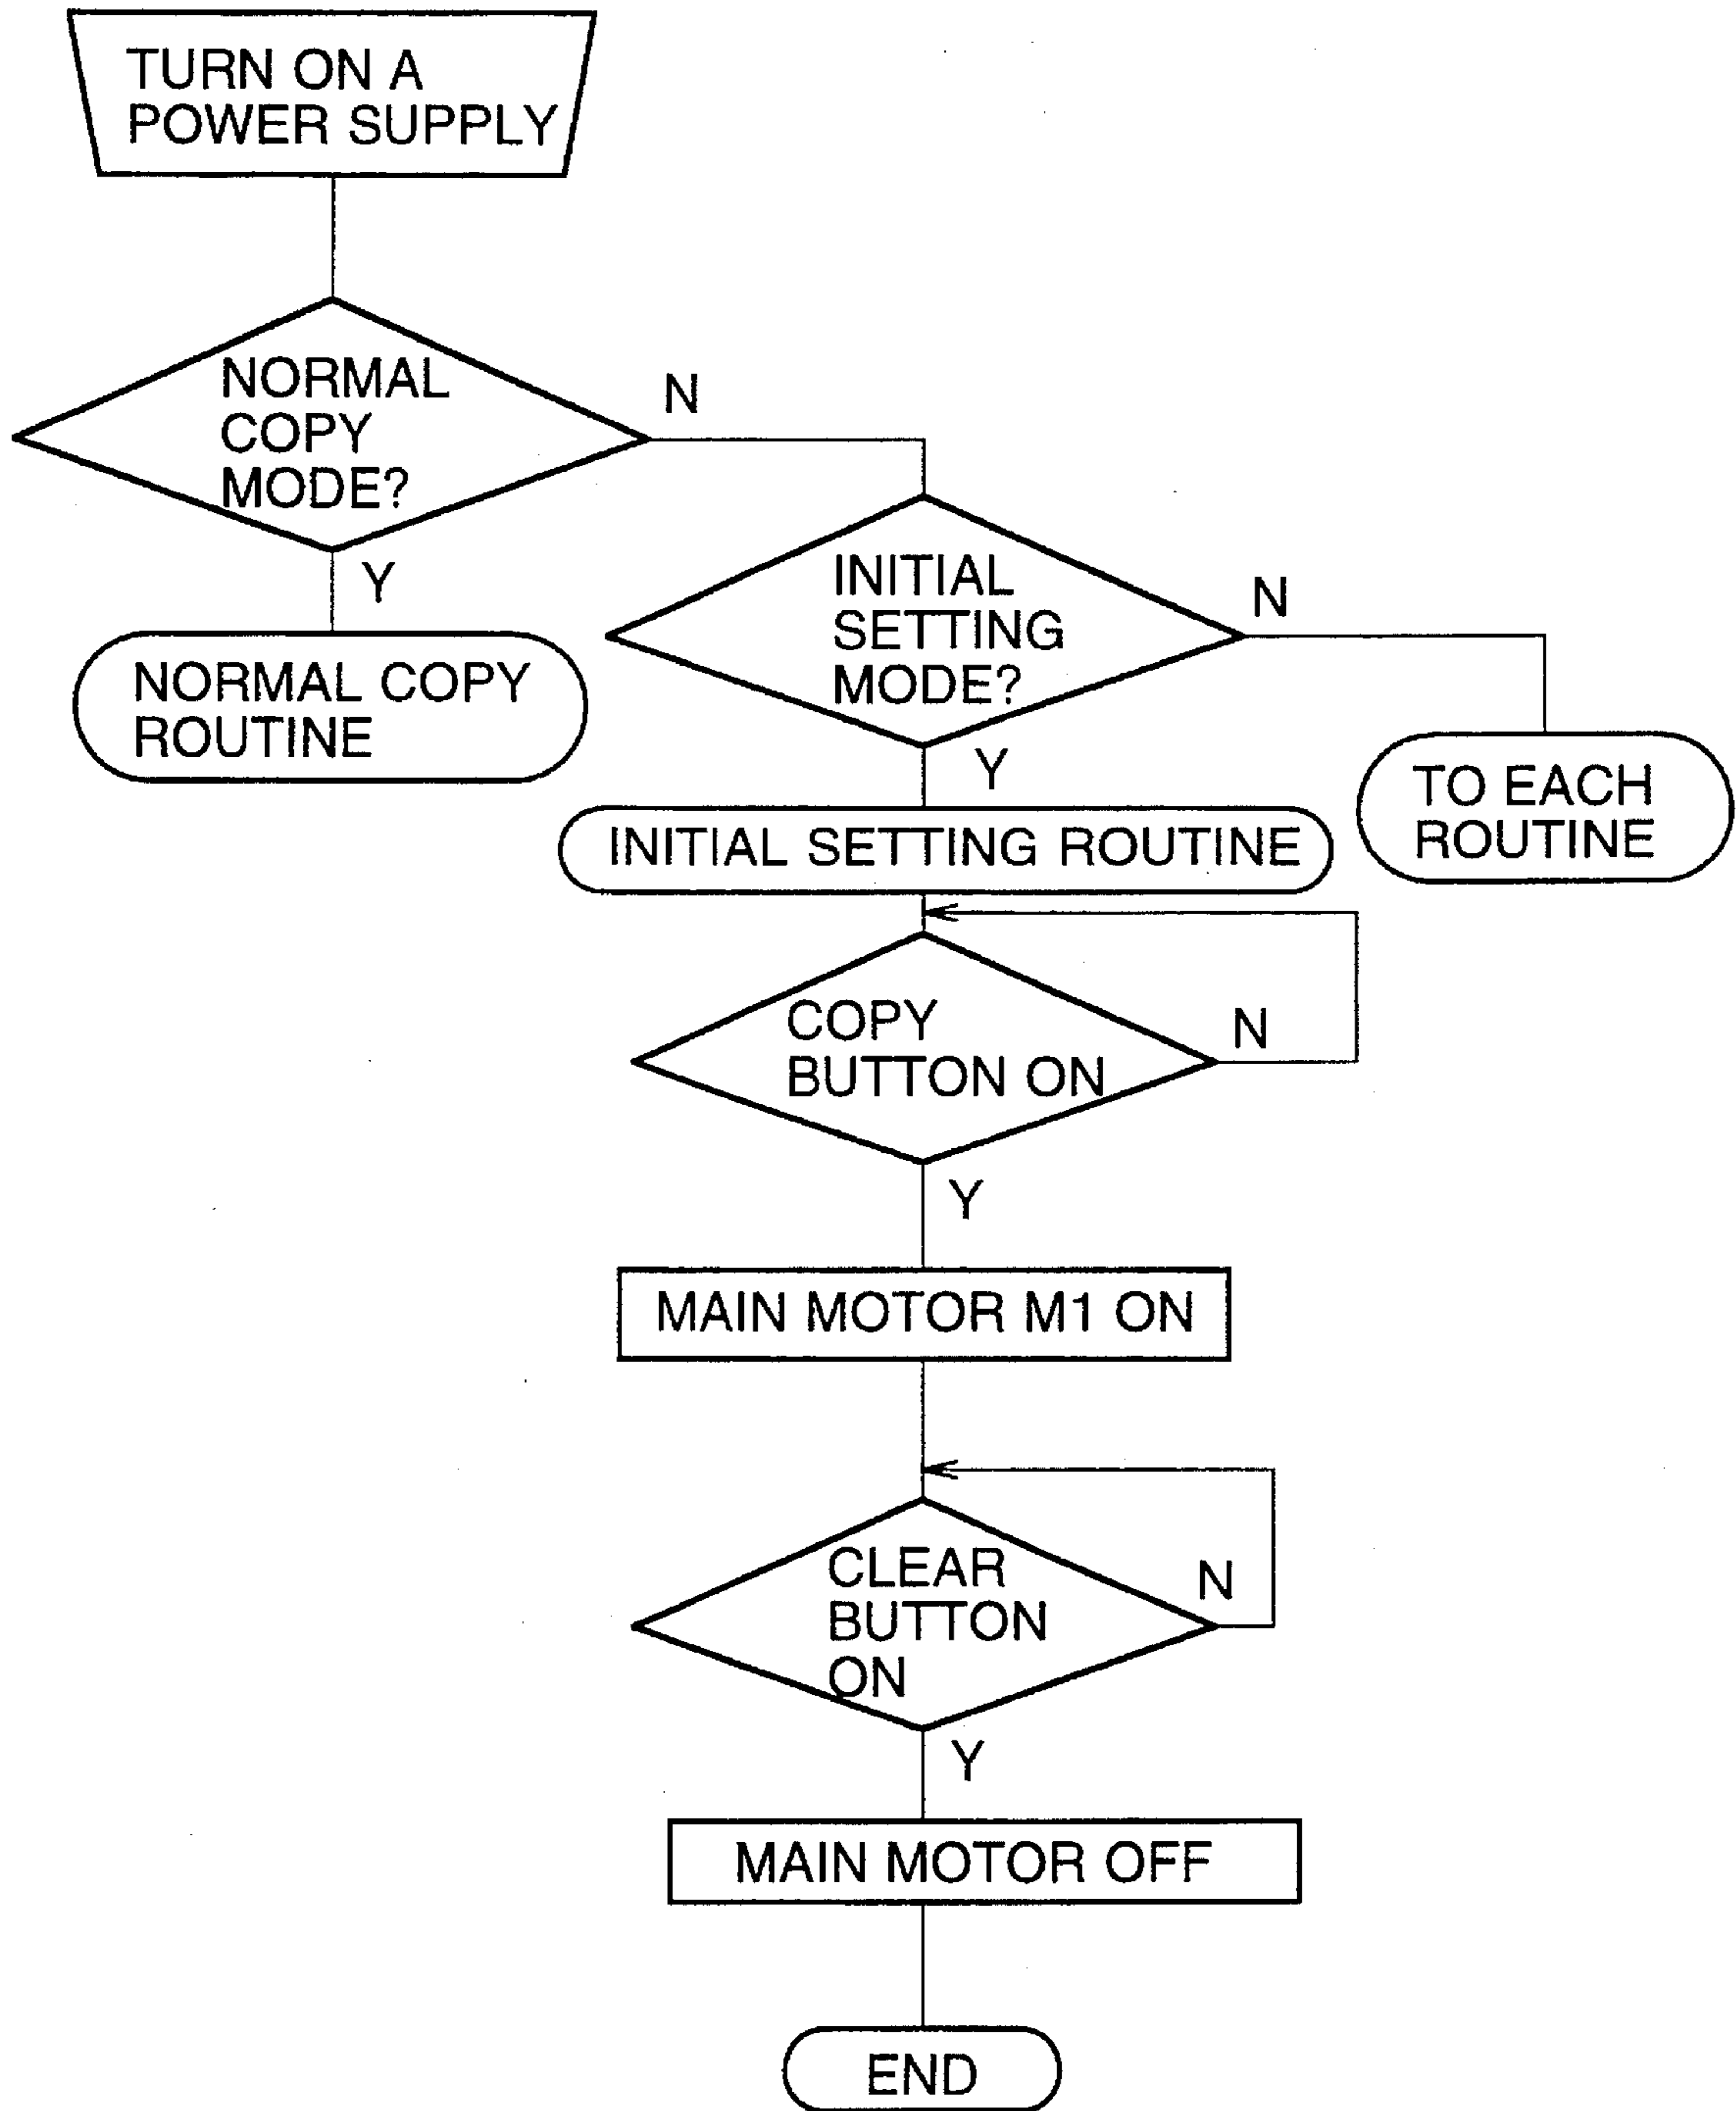 TURN ON A
POWER SUPPLY
NORMAL
COPY
MODE?
N
Y
NORMAL COPY
ROUTINE
INITIAL
SETTING
MODE?
N
Y
TO EACH
ROUTINE
INITIAL SETTING ROUTINE
COPY
BUTTON ON
N
Y
MAIN MOTOR M1 ON
CLEAR
BUTTON
ON
N
Y
MAIN MOTOR OFF
END